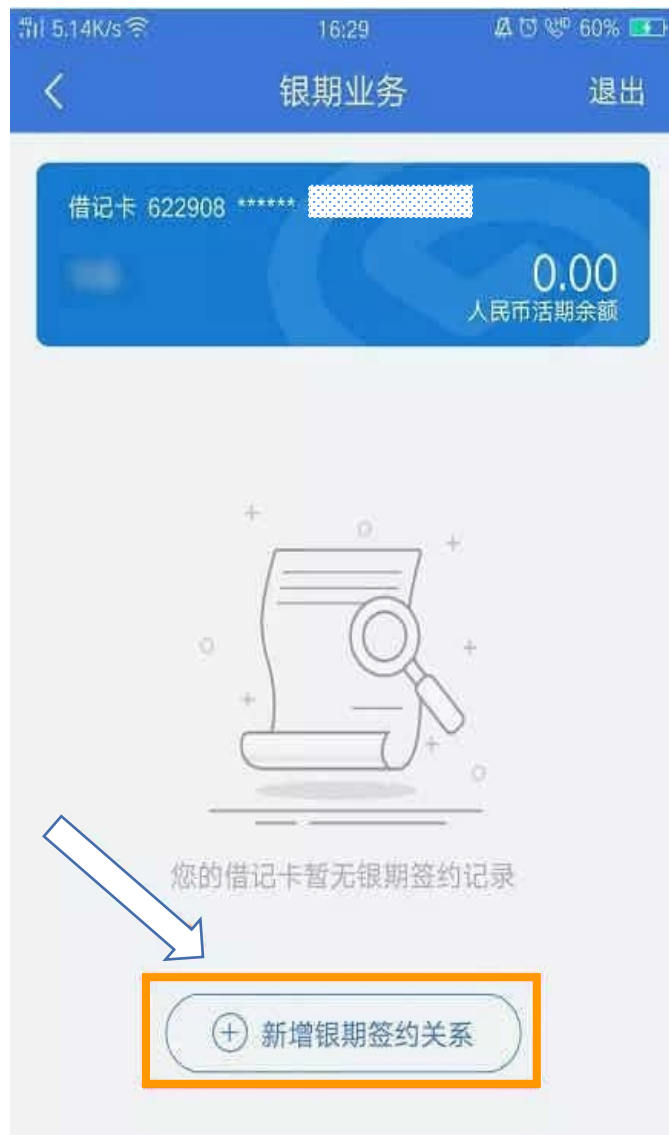 5.14K/s
16:29
60%
银期业务
退出
借记卡 622908 ******
0.00
人民币活期余额
您的借记卡暂无银期签约记录
新增银期签约关系